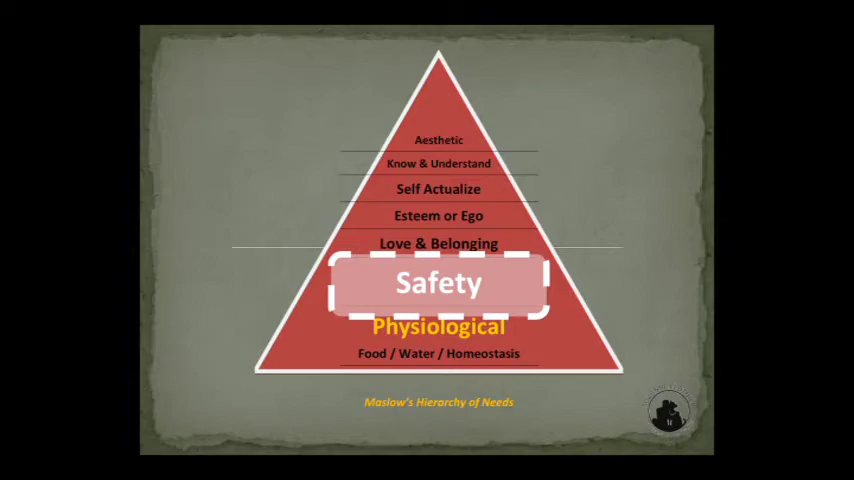 Aesthetic
Know & Understand
Self Actualize
Esteem or Ego
Love & Belonging
Safety
Physiological
Food / Water / Homeostasis
Maslow's Hierarchy of Needs